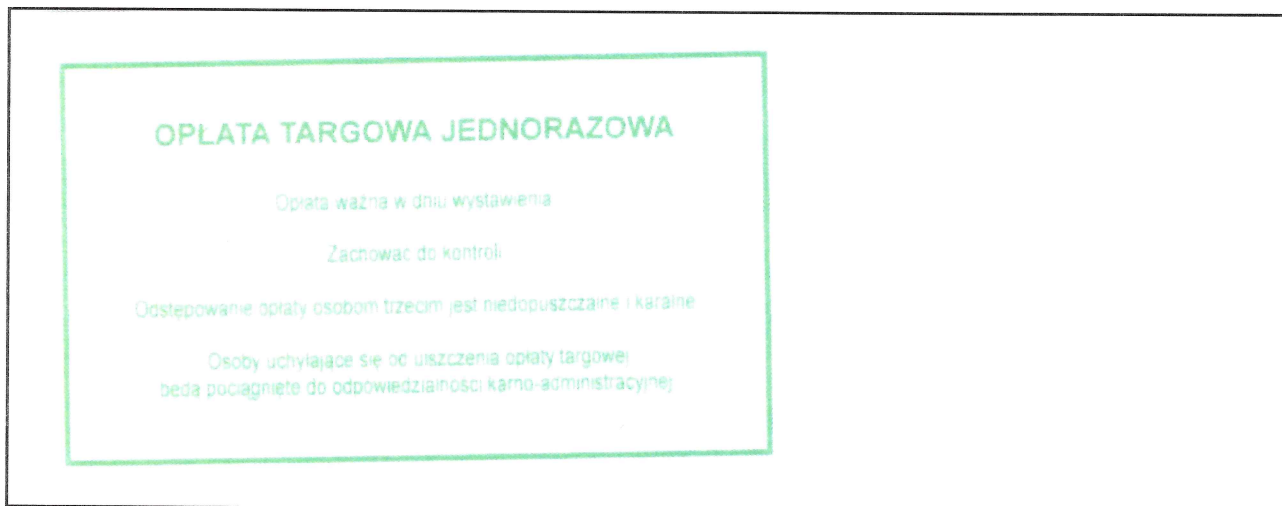 OPŁATA TARGOWA JEDNORAZOWA
Opłata ważna w dniu wystawienia
Zachować do kontroli
Odstępowanie opłaty osobom trzecim jest niedopuszczalne i karalne
Osoby uchylające się od uiszczenia opłaty targowej
będą pociągnięte do odpowiedzialności karno-administracyjnej